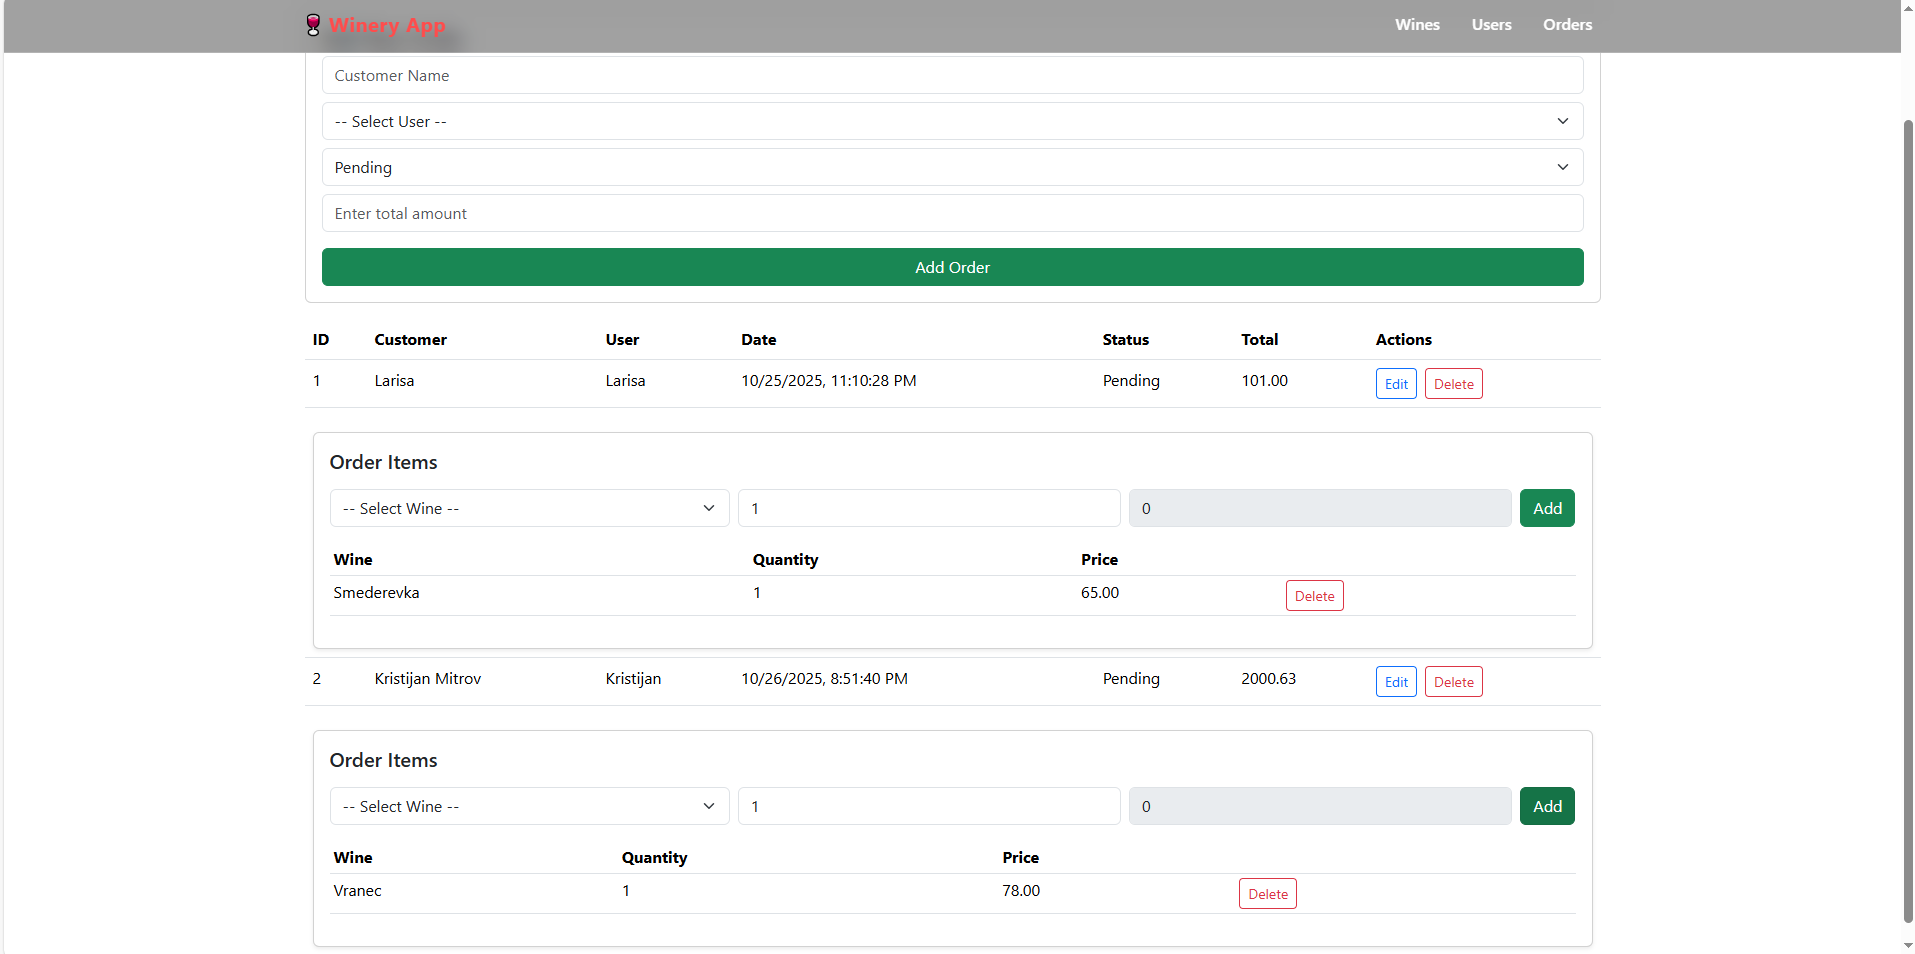 Winery App Wines Users Orders
Customer Name
-- Select User --
Pending
Enter total amount
Add Order
ID Customer User Date Status Total Actions
1 Larisa Larisa 10/25/2025, 11:10:28 PM Pending 101.00 Edit Delete
Order Items
-- Select Wine -- 1 0 Add
Wine Quantity Price
Smederevka 1 65.00 Delete
2 Kristijan Mitrov Kristijan 10/26/2025, 8:51:40 PM Pending 2000.63 Edit Delete
Order Items
-- Select Wine -- 1 0 Add
Wine Quantity Price
Vranec 1 78.00 Delete